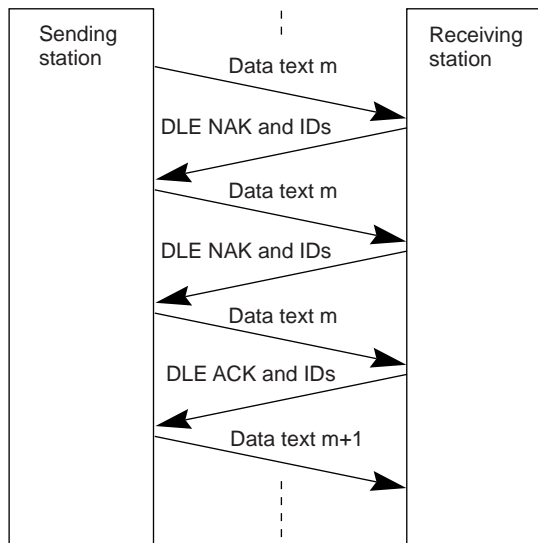 Sending
station
Receiving
station
Data text m
DLE NAK and IDs
Data text m
DLE NAK and IDs
Data text m
DLE ACK and IDs
Data text m+1